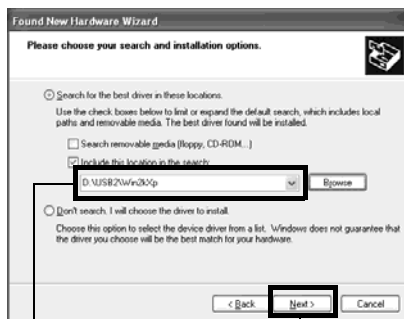 Found New Hardware Wizard
Please choose your search and installation options.
Search for the best driver in these locations.
Use the check boxes below to limit or expand the default search, which includes local
paths and removable media. The best driver found will be installed.
Search removable media (floppy, CD-ROM...)
Include this location in the search:
D:\USB2\Win2kXp
Browse
Don't search. I will choose the driver to install.
Choose this option to select the device driver from a list. Windows does not guarantee that
the driver you choose will be the best match for your hardware.
< Back
Next >
Cancel